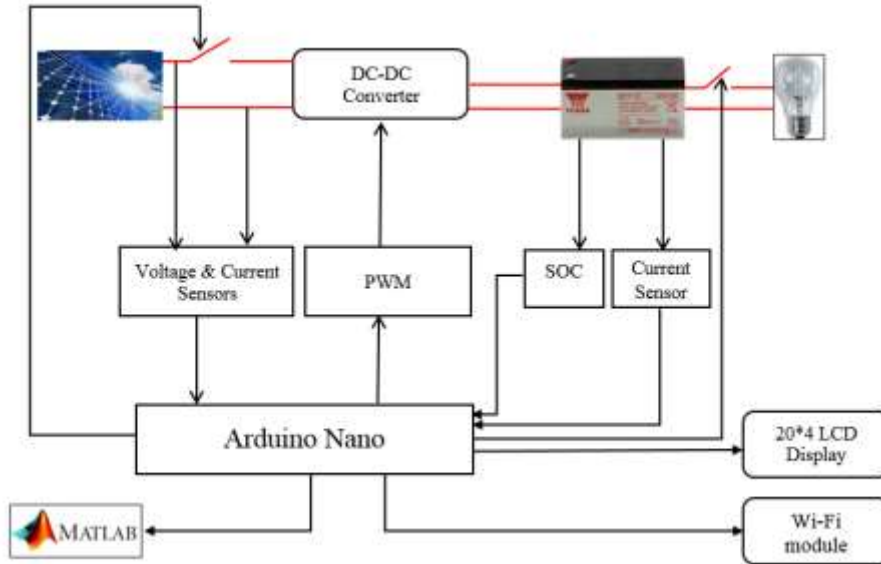 DC-DC
Converter
Voltage & Current
Sensors
PWM
SOC
Current
Sensor
Arduino Nano
20*4 LCD
Display
MATLAB
Wi-Fi
module